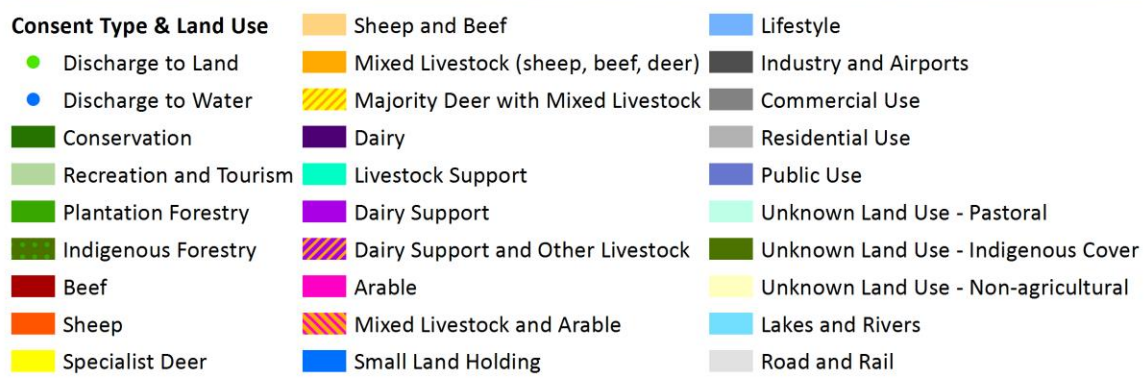 Consent Type & Land Use
Discharge to Land
Discharge to Water
Conservation
Recreation and Tourism
Plantation Forestry
Indigenous Forestry
Beef
Sheep
Specialist Deer
Sheep and Beef
Mixed Livestock (sheep, beef, deer)
Majority Deer with Mixed Livestock
Dairy
Livestock Support
Dairy Support
Dairy Support and Other Livestock
Arable
Mixed Livestock and Arable
Small Land Holding
Lifestyle
Industry and Airports
Commercial Use
Residential Use
Public Use
Unknown Land Use - Pastoral
Unknown Land Use - Indigenous Cover
Unknown Land Use - Non-agricultural
Lakes and Rivers
Road and Rail